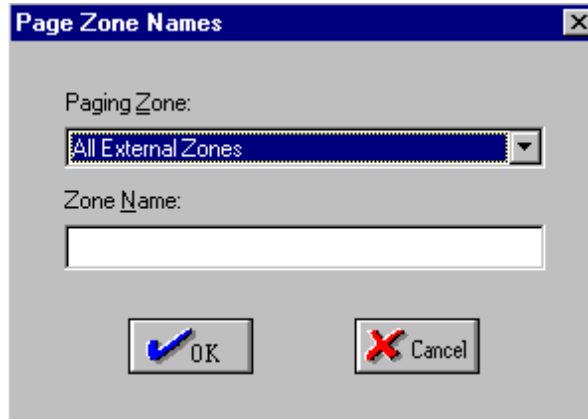 Page Zone Names
Paging Zone:
All External Zones
Zone Name:
OK
Cancel